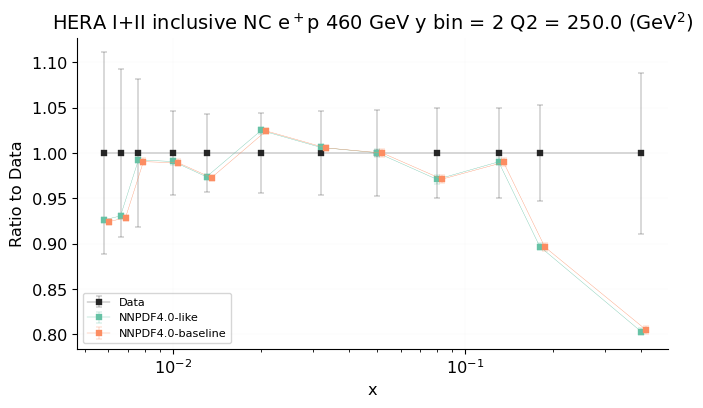 HERA I+II inclusive NC e⁺p 460 GeV y bin = 2 Q2 = 250.0 (GeV²)
Ratio to Data
1.10
1.05
1.00
0.95
0.90
0.85
0.80
Data
NNPDF4.0-like
NNPDF4.0-baseline
10⁻² 10⁻¹
x